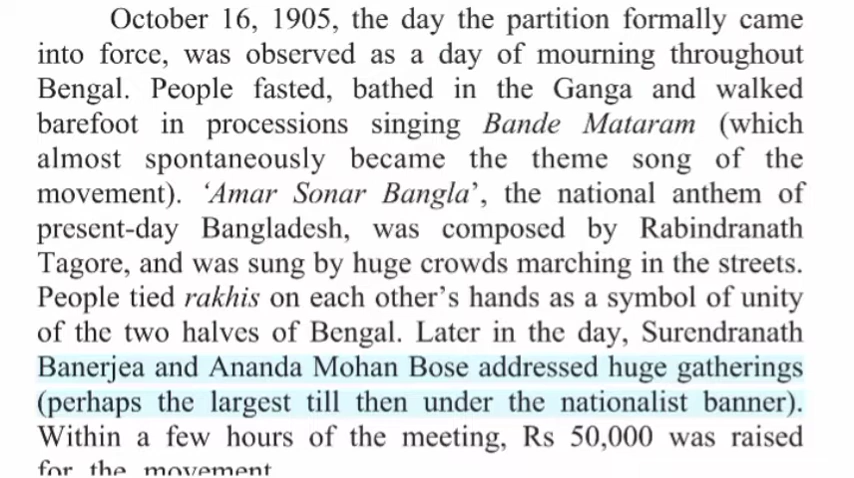 October 16, 1905, the day the partition formally came
into force, was observed as a day of mourning throughout
Bengal. People fasted, bathed in the Ganga and walked
barefoot in processions singing Bande Mataram (which
almost spontaneously became the theme song of the
movement). ‘Amar Sonar Bangla’, the national anthem of
present-day Bangladesh, was composed by Rabindranath
Tagore, and was sung by huge crowds marching in the streets.
People tied rakhis on each other’s hands as a symbol of unity
of the two halves of Bengal. Later in the day, Surendranath
Banerjea and Ananda Mohan Bose addressed huge gatherings
(perhaps the largest till then under the nationalist banner).
Within a few hours of the meeting, Rs 50,000 was raised
for the movement